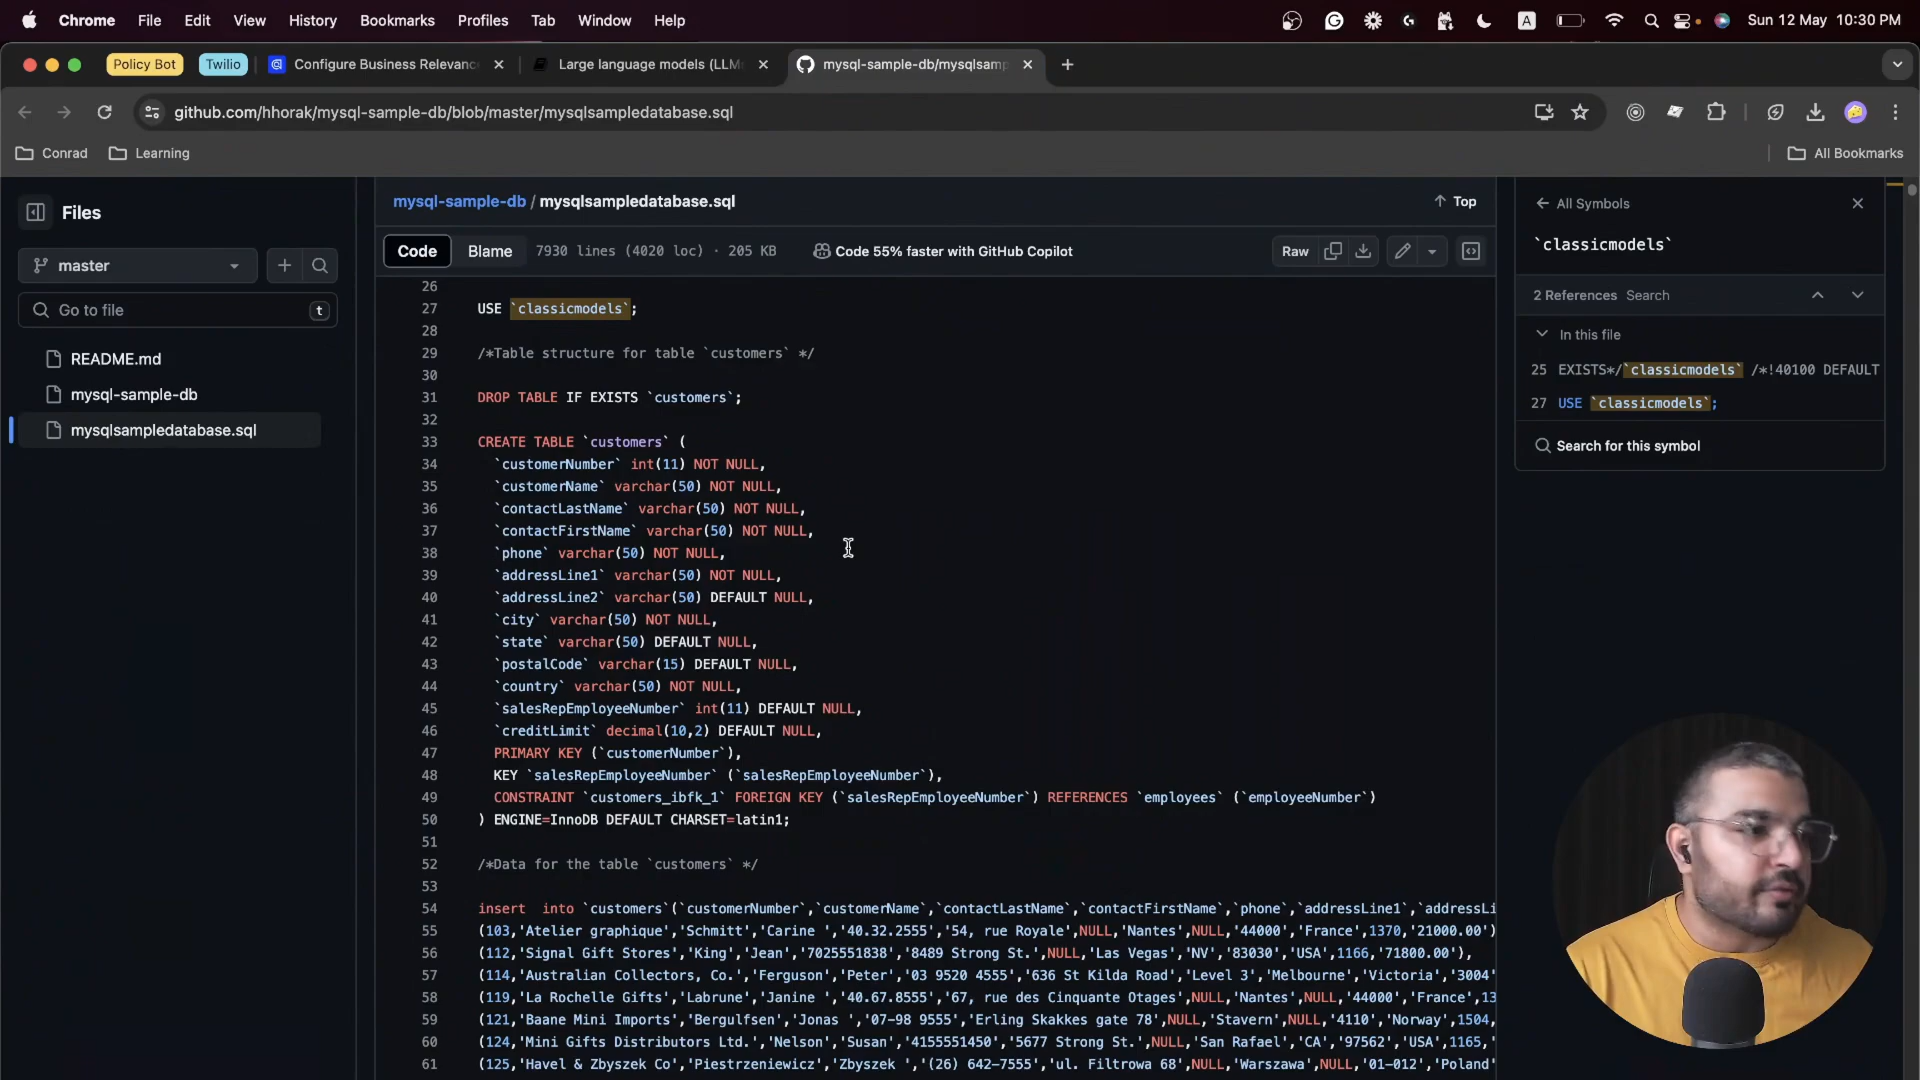 Chrome File Edit View History Bookmarks Profiles Tab Window Help
A Sun 12 May 10:30 PM
Policy Bot Twilio Configure Business Relevanc Large language models (LLM mysql-sample-db/mysqlsamp
github.com/hhorak/mysql-sample-db/blob/master/mysqlsampledatabase.sql
Conrad Learning All Bookmarks
Files
master
Go to file t
README.md
mysql-sample-db
mysqlsampledatabase.sql
mysql-sample-db / mysqlsampledatabase.sql Top
Code Blame 7930 lines (4020 loc) · 205 KB Code 55% faster with GitHub Copilot Raw
26
27 USE `classicmodels`;
28
29 /*Table structure for table `customers` */
30
31 DROP TABLE IF EXISTS `customers`;
32
33 CREATE TABLE `customers` (
34 `customerNumber` int(11) NOT NULL,
35 `customerName` varchar(50) NOT NULL,
36 `contactLastName` varchar(50) NOT NULL,
37 `contactFirstName` varchar(50) NOT NULL,
38 `phone` varchar(50) NOT NULL,
39 `addressLine1` varchar(50) NOT NULL,
40 `addressLine2` varchar(50) DEFAULT NULL,
41 `city` varchar(50) NOT NULL,
42 `state` varchar(50) DEFAULT NULL,
43 `postalCode` varchar(15) DEFAULT NULL,
44 `country` varchar(50) NOT NULL,
45 `salesRepEmployeeNumber` int(11) DEFAULT NULL,
46 `creditLimit` decimal(10,2) DEFAULT NULL,
47 PRIMARY KEY (`customerNumber`),
48 KEY `salesRepEmployeeNumber` (`salesRepEmployeeNumber`),
49 CONSTRAINT `customers_ibfk_1` FOREIGN KEY (`salesRepEmployeeNumber`) REFERENCES `employees` (`employeeNumber`)
50 ) ENGINE=InnoDB DEFAULT CHARSET=latin1;
51
52 /*Data for the table `customers` */
53
54 insert into `customers`(`customerNumber`,`customerName`,`contactLastName`,`contactFirstName`,`phone`,`addressLine1`,`addressLi
55 (103,'Atelier graphique','Schmitt','Carine ','40.32.2555','54, rue Royale',NULL,'Nantes',NULL,'44000','France',1370,'21000.00')
56 (112,'Signal Gift Stores','King','Jean','7025551838','8489 Strong St.',NULL,'Las Vegas','NV','83030','USA',1166,'71800.00'),
57 (114,'Australian Collectors, Co.','Ferguson','Peter','03 9520 4555','636 St Kilda Road','Level 3','Melbourne','Victoria','3004'
58 (119,'La Rochelle Gifts','Labrune','Janine ','40.67.8555','67, rue des Cinquante Otages',NULL,'Nantes',NULL,'44000','France',13
59 (121,'Baane Mini Imports','Bergulfsen','Jonas ','07-98 9555','Erling Skakkes gate 78',NULL,'Stavern',NULL,'4110','Norway',1504,
60 (124,'Mini Gifts Distributors Ltd.','Nelson','Susan','4155551450','5677 Strong St.',NULL,'San Rafael','CA','97562','USA',1165,'
61 (125,'Havel & Zbyszek Co','Piestrzeniewicz','Zbyszek ','(26) 642-7555','ul. Filtrowa 68',NULL,'Warszawa',NULL,'01-012','Poland'
All Symbols
`classicmodels`
2 References Search
In this file
25 EXISTS*/`classicmodels` /*!40100 DEFAULT
27 USE `classicmodels`;
Search for this symbol